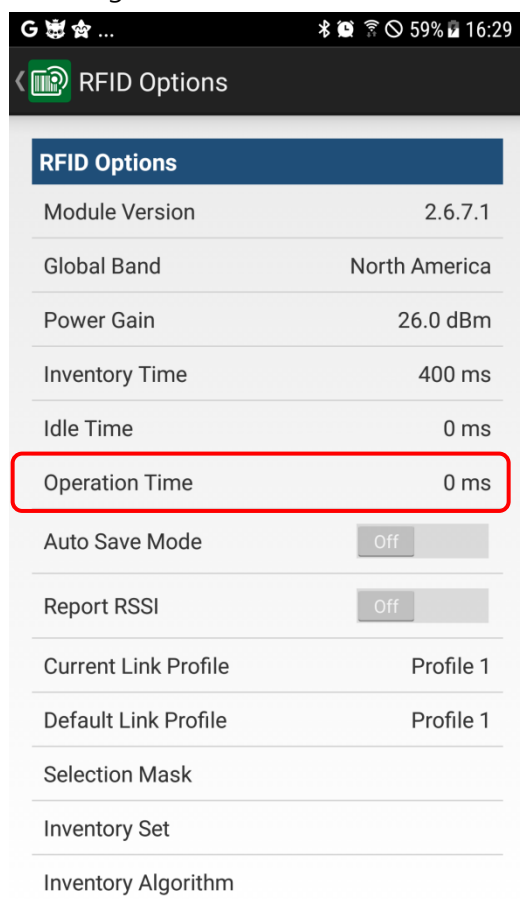 G ... 59% 16:29
RFID Options
RFID Options
Module Version 2.6.7.1
Global Band North America
Power Gain 26.0 dBm
Inventory Time 400 ms
Idle Time 0 ms
Operation Time 0 ms
Auto Save Mode Off
Report RSSI Off
Current Link Profile Profile 1
Default Link Profile Profile 1
Selection Mask
Inventory Set
Inventory Algorithm